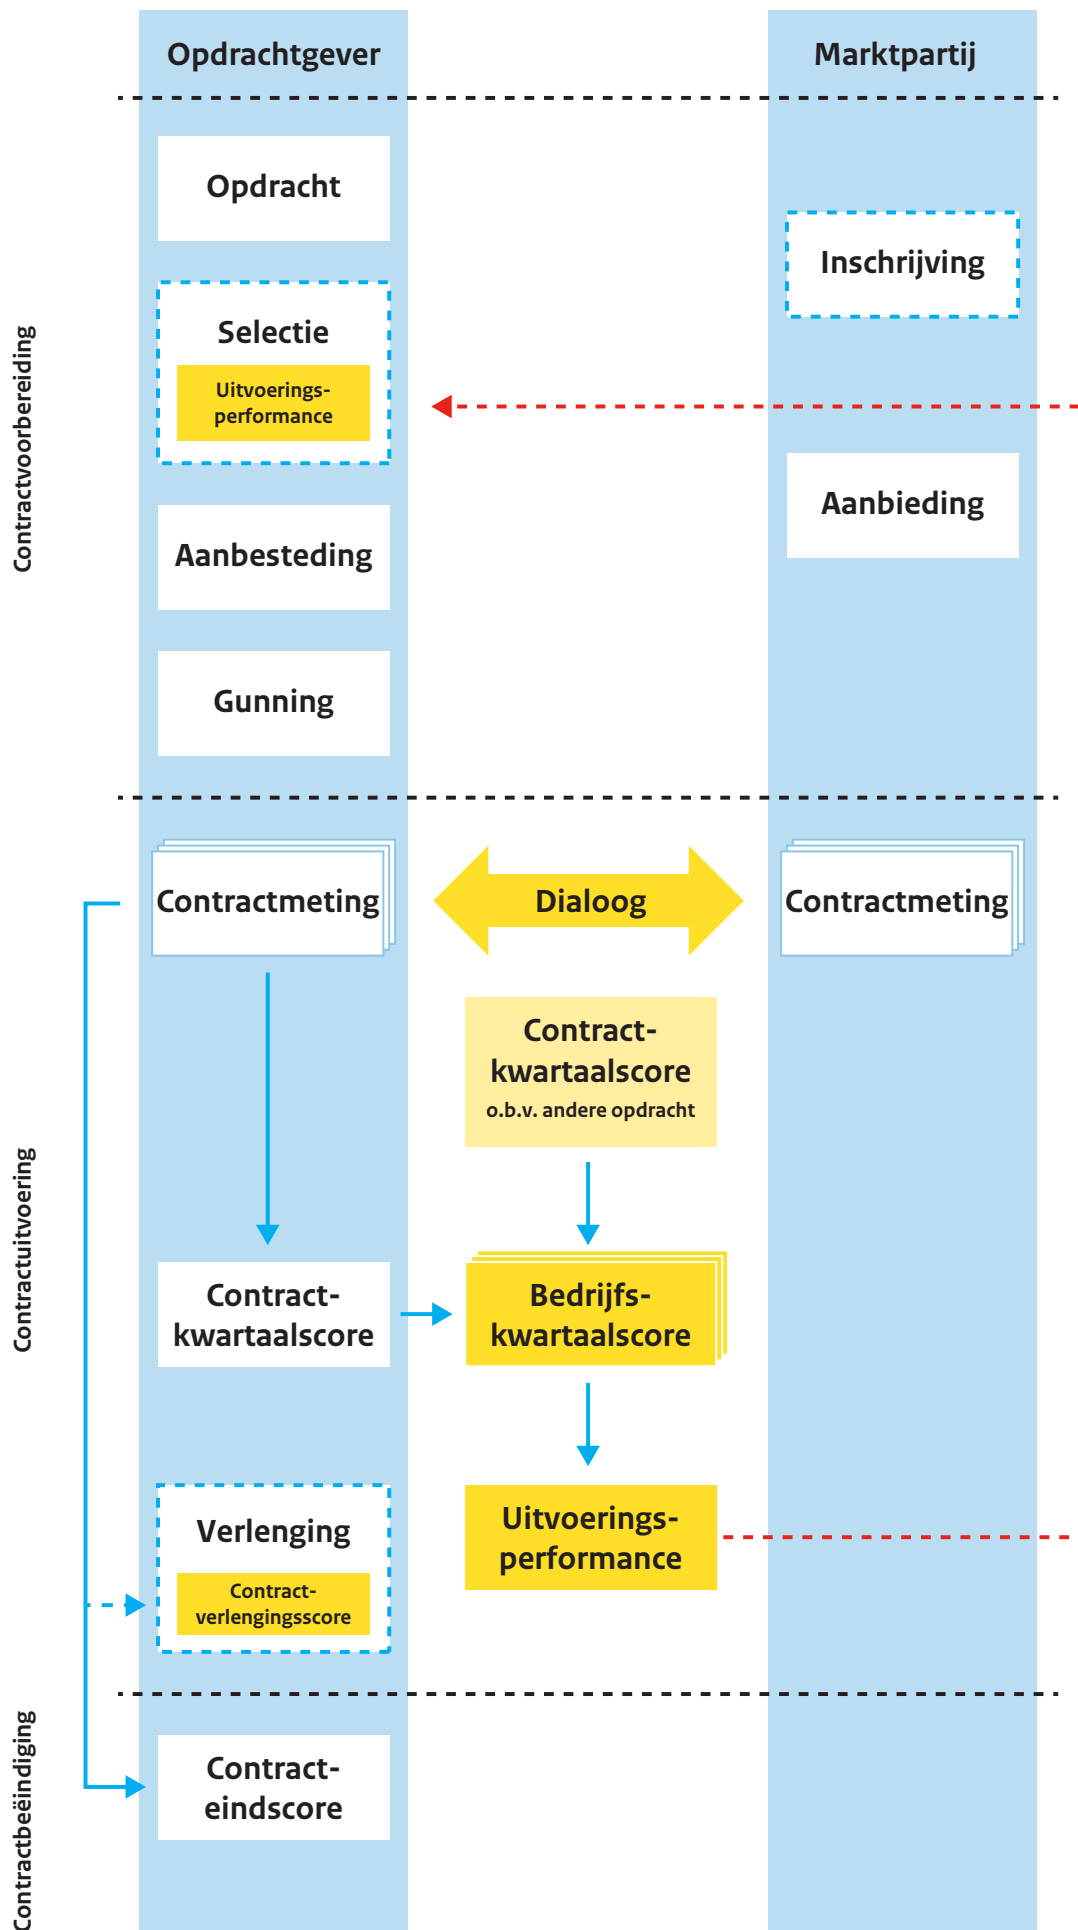 Opdrachtgever
Marktpartij
Contractvoorbereiding
Opdracht
Inschrijving
Selectie
Uitvoerings-
performance
Aanbieding
Aanbesteding
Gunning
Contractuitvoering
Contractmeting
Dialoog
Contractmeting
Contract-
kwartaalscore
o.b.v. andere opdracht
Contract-
kwartaalscore
Bedrijfs-
kwartaalscore
Verlenging
Contract-
verlengingsscore
Uitvoerings-
performance
Contractbeëindiging
Contract-
eindscore